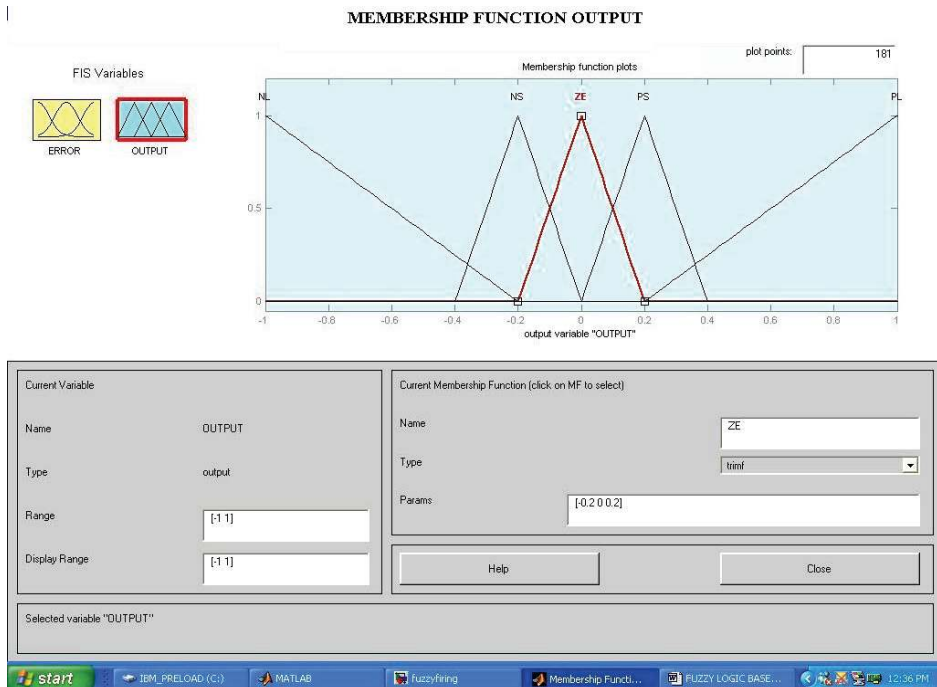 MEMBERSHIP FUNCTION OUTPUT
FIS Variables
ERROR
OUTPUT
Membership function plots
plot points:
181
NL NS ZE PS PL
1
0.5
0
-1 -0.8 -0.6 -0.4 -0.2 0 0.2 0.4 0.6 0.8 1
output variable "OUTPUT"
Current Variable
Name OUTPUT
Type output
Range [-1 1]
Display Range [-1 1]
Current Membership Function (click on MF to select)
Name ZE
Type trimf
Params [-0.2 0 0.2]
Help
Close
Selected variable "OUTPUT"
start IBM_PRELOAD (C:) MATLAB fuzzyfiring Membership Functi... FUZZY LOGIC BASE... 12:36 PM